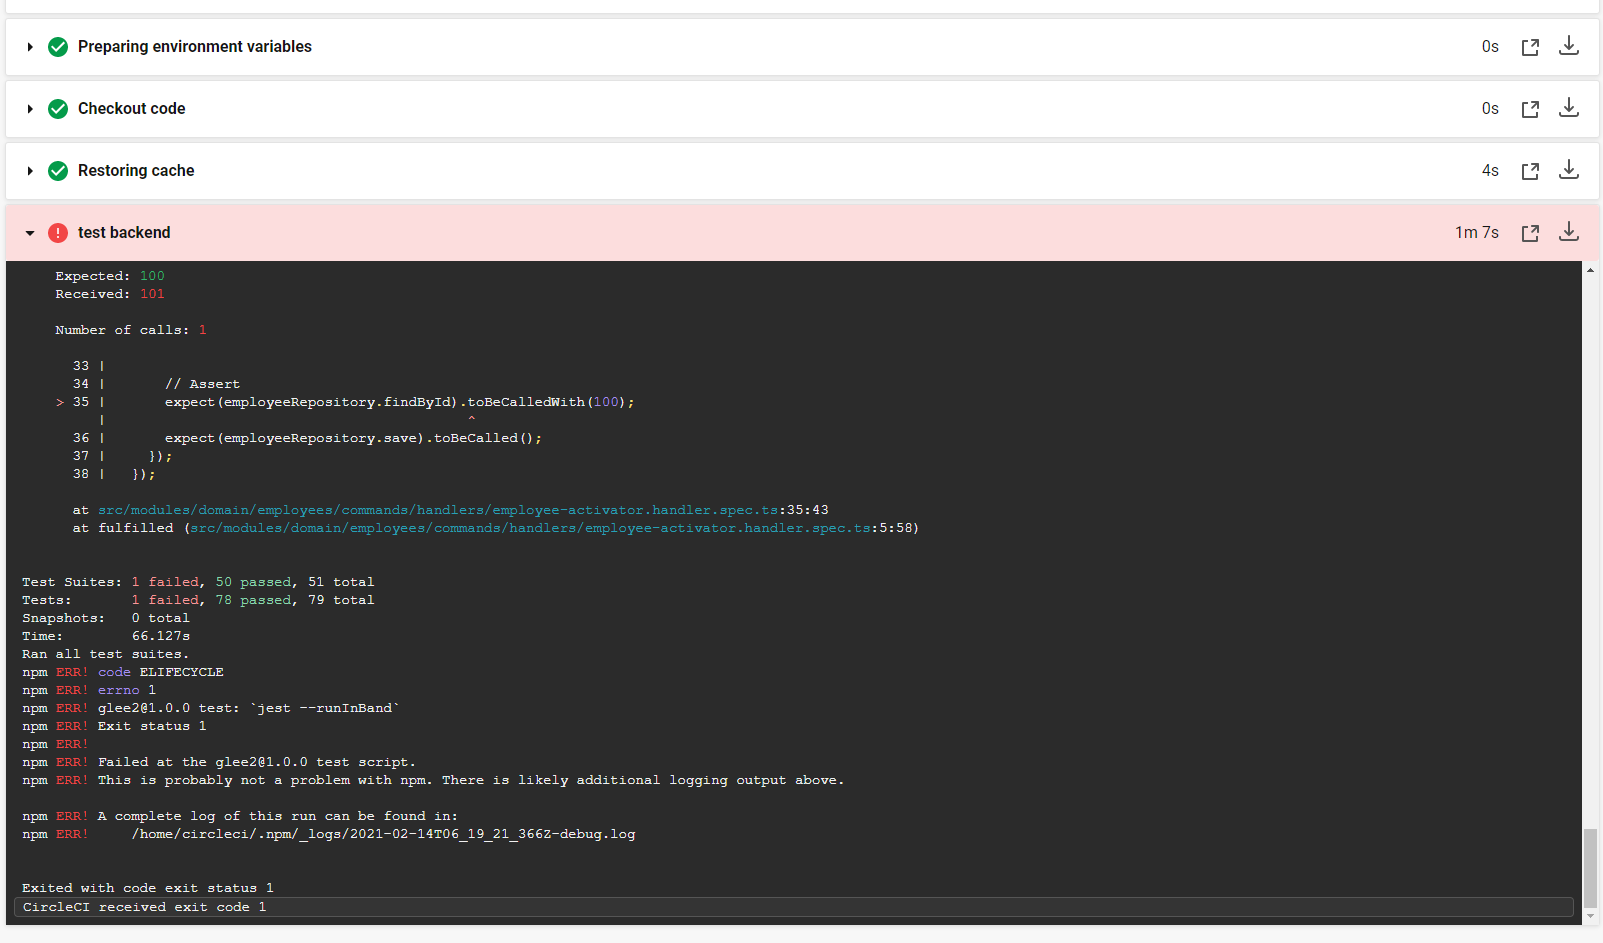 Preparing environment variables 0s
Checkout code 0s
Restoring cache 4s
! test backend 1m 7s
Expected: 100
Received: 101
Number of calls: 1
33 |
34 | // Assert
> 35 | expect(employeeRepository.findById).toBeCalledWith(100);
| ^
36 | expect(employeeRepository.save).toBeCalled();
37 | });
38 | });
at src/modules/domain/employees/commands/handlers/employee-activator.handler.spec.ts:35:43
at fulfilled (src/modules/domain/employees/commands/handlers/employee-activator.handler.spec.ts:5:58)
Test Suites: 1 failed, 50 passed, 51 total
Tests: 1 failed, 78 passed, 79 total
Snapshots: 0 total
Time: 66.127s
Ran all test suites.
npm ERR! code ELIFECYCLE
npm ERR! errno 1
npm ERR! glee2@1.0.0 test: `jest --runInBand`
npm ERR! Exit status 1
npm ERR!
npm ERR! Failed at the glee2@1.0.0 test script.
npm ERR! This is probably not a problem with npm. There is likely additional logging output above.
npm ERR! A complete log of this run can be found in:
npm ERR! /home/circleci/.npm/_logs/2021-02-14T06_19_21_366Z-debug.log
Exited with code exit status 1
CircleCI received exit code 1